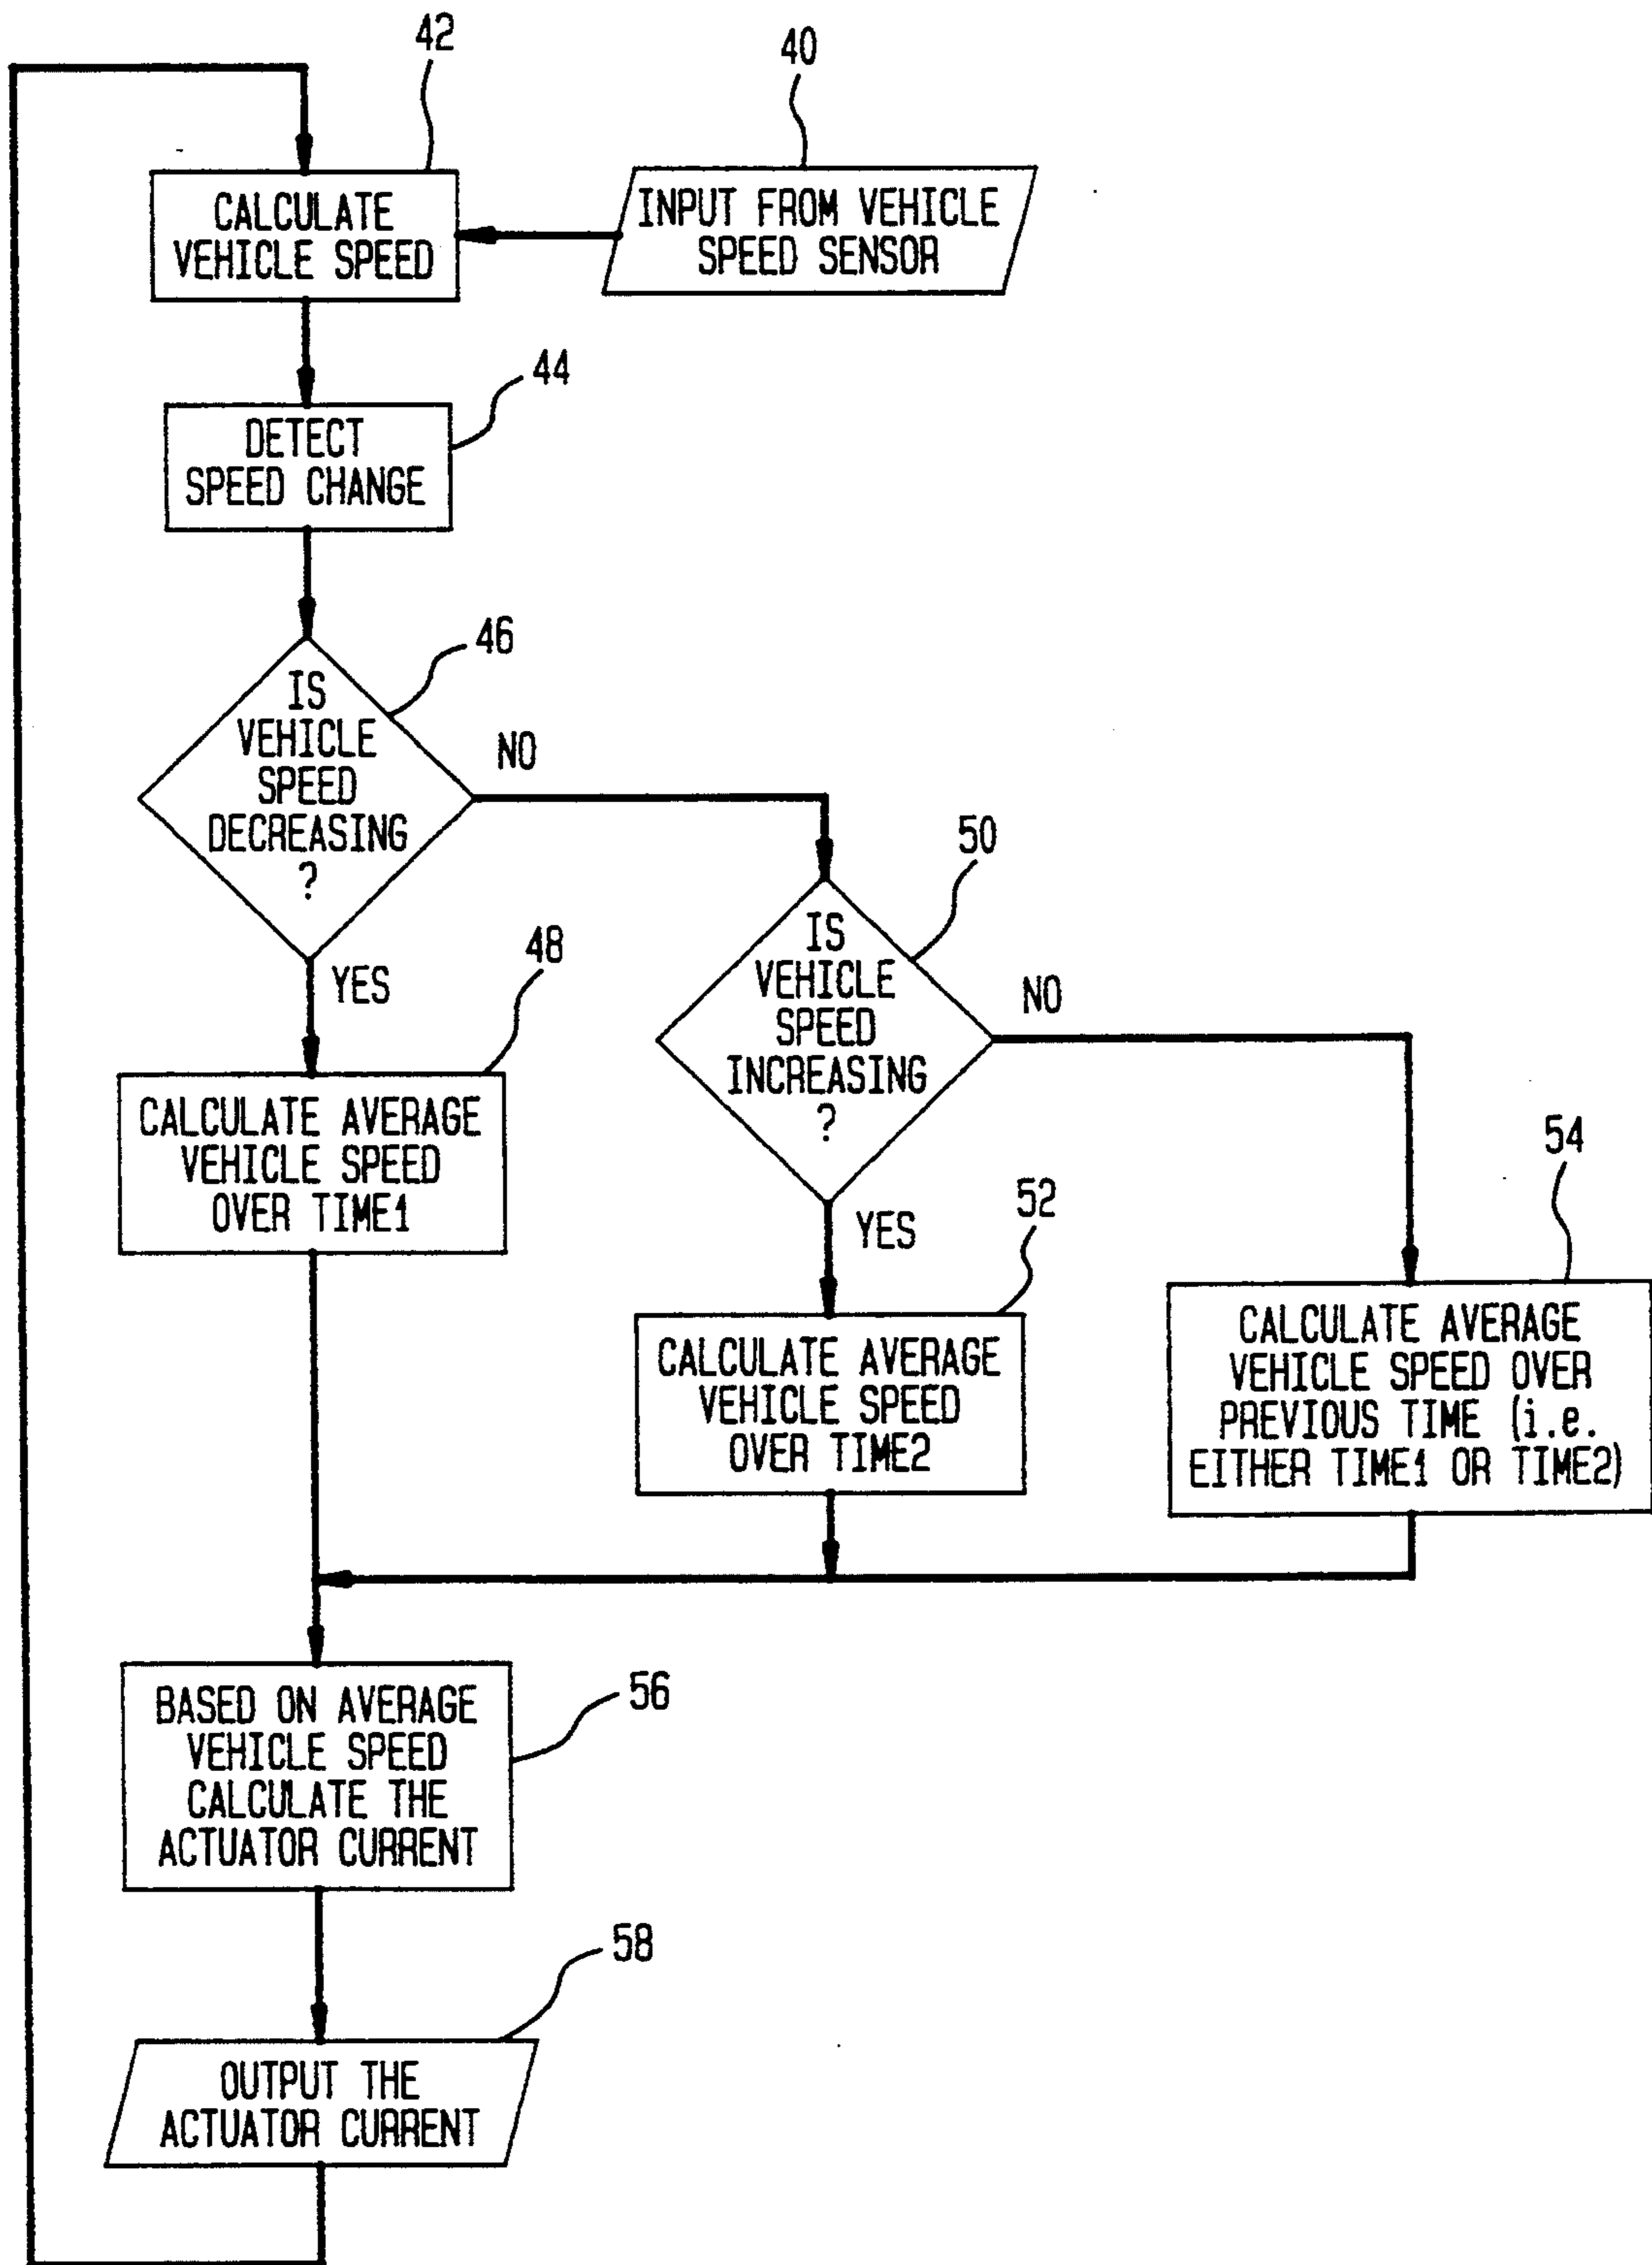 42
40
CALCULATE
VEHICLE SPEED
INPUT FROM VEHICLE
SPEED SENSOR
44
DETECT
SPEED CHANGE
46
IS
VEHICLE
SPEED
DECREASING
?
NO
YES
50
IS
VEHICLE
SPEED
INCREASING
?
NO
YES
48
CALCULATE AVERAGE
VEHICLE SPEED
OVER TIME1
52
CALCULATE AVERAGE
VEHICLE SPEED
OVER TIME2
54
CALCULATE AVERAGE
VEHICLE SPEED OVER
PREVIOUS TIME (i.e.
EITHER TIME1 OR TIME2)
56
BASED ON AVERAGE
VEHICLE SPEED
CALCULATE THE
ACTUATOR CURRENT
58
OUTPUT THE
ACTUATOR CURRENT